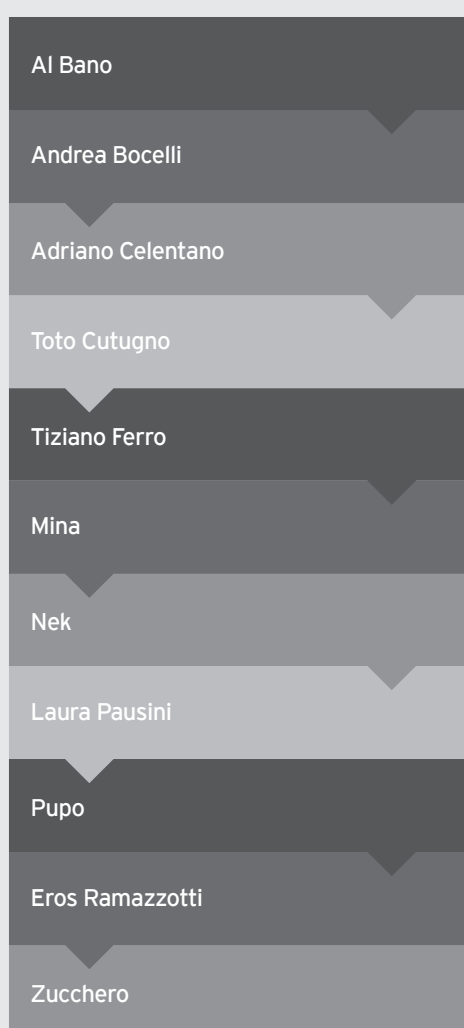 Al Bano
Andrea Bocelli
Adriano Celentano
Toto Cutugno
Tiziano Ferro
Mina
Nek
Laura Pausini
Pupo
Eros Ramazzotti
Zucchero